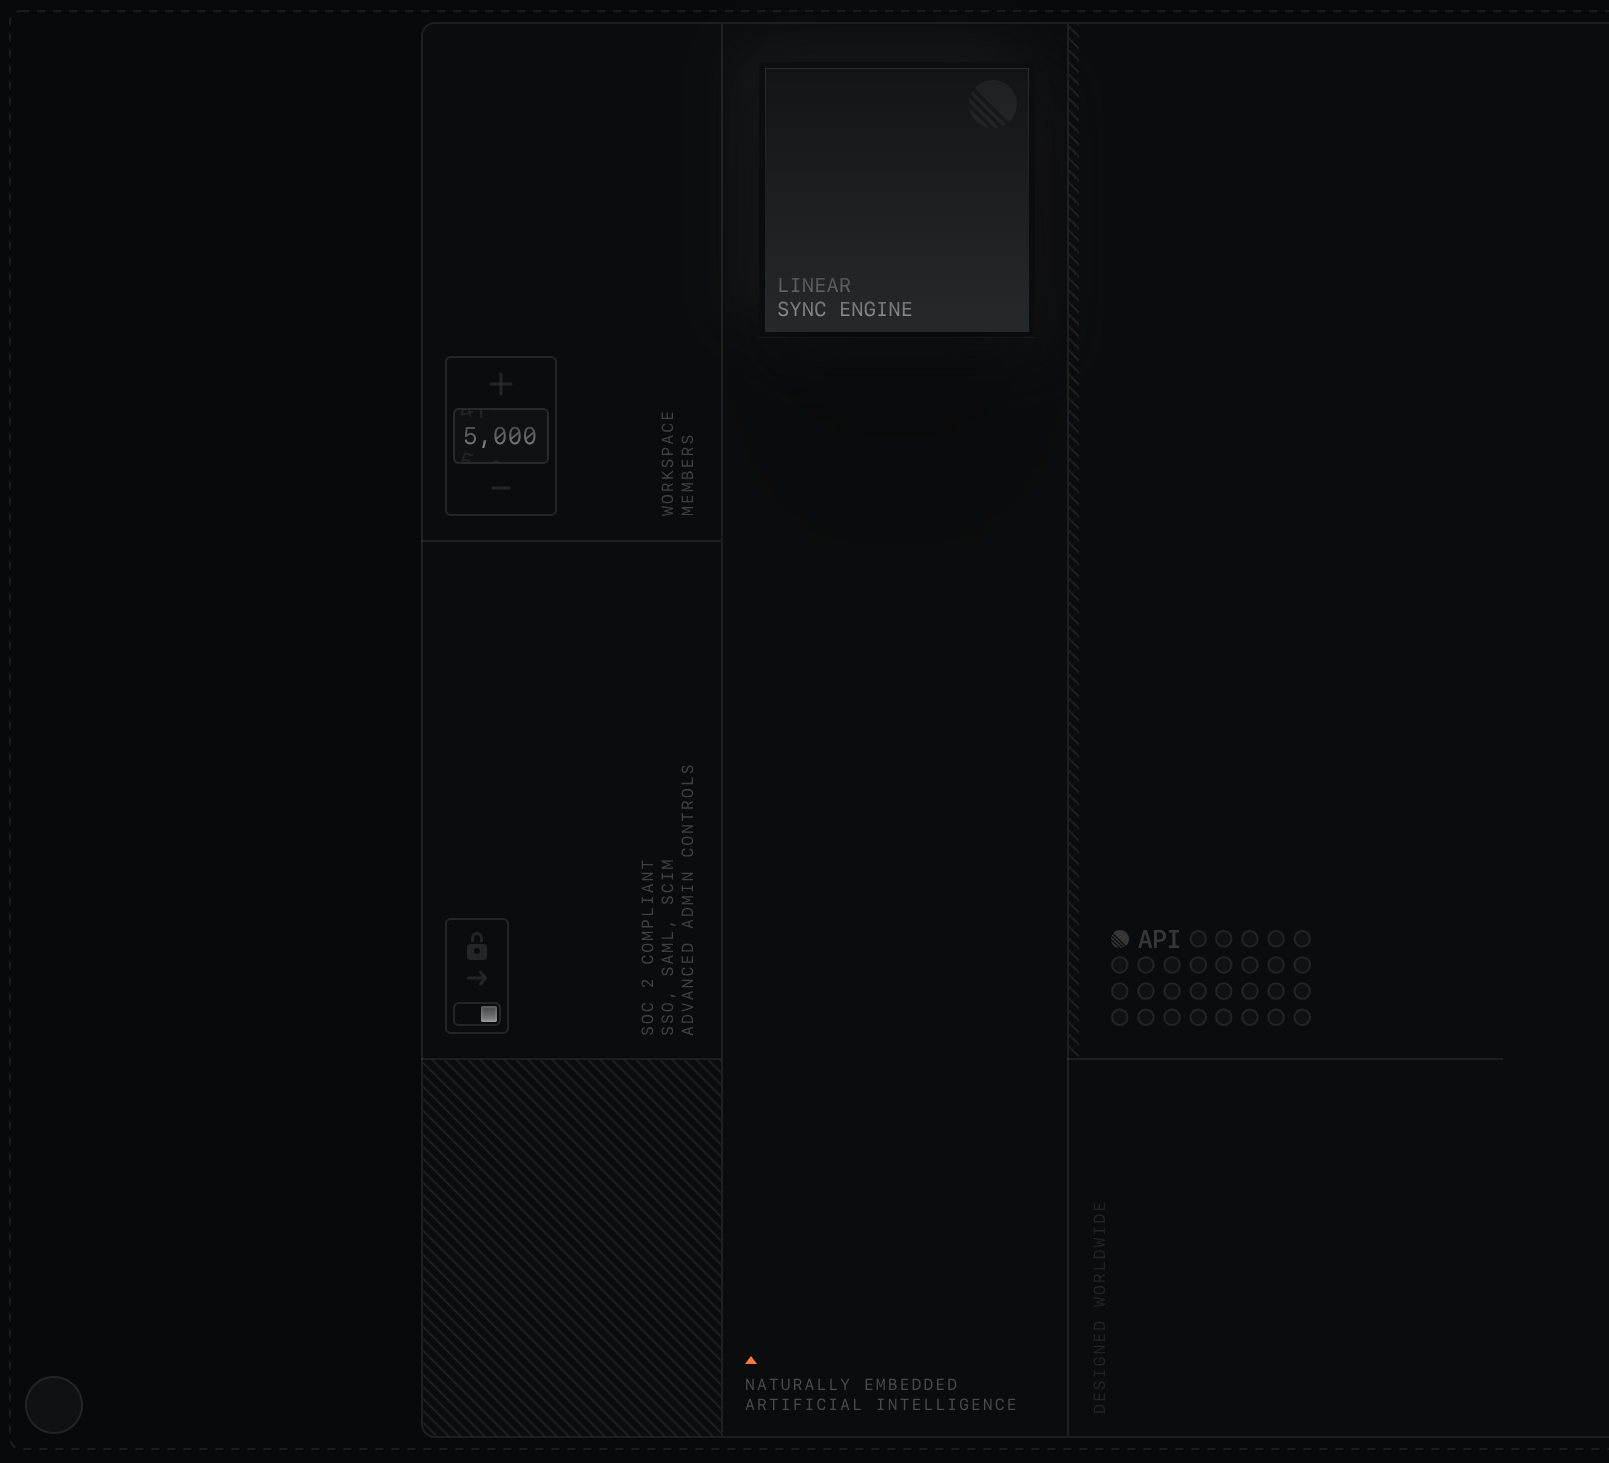 LINEAR
SYNC ENGINE
5,000
WORKSPACE
MEMBERS
SOC 2 COMPLIANT
SSO, SAML, SCIM
ADVANCED ADMIN CONTROLS
API
DESIGNED WORLDWIDE
NATURALLY EMBEDDED
ARTIFICIAL INTELLIGENCE